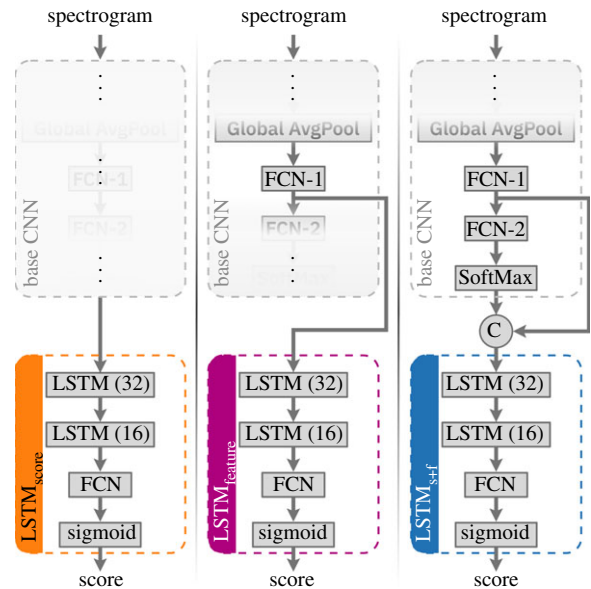 spectrogram
Global AvgPool
FCN-1
FCN-2
base CNN
LSTM (32)
LSTM (16)
FCN
sigmoid
LSTMscore
score
spectrogram
Global AvgPool
FCN-1
FCN-2
SoftMax
base CNN
LSTM (32)
LSTM (16)
FCN
sigmoid
LSTMfeature
score
spectrogram
Global AvgPool
FCN-1
FCN-2
SoftMax
base CNN
C
LSTM (32)
LSTM (16)
FCN
sigmoid
LSTMs+f
score